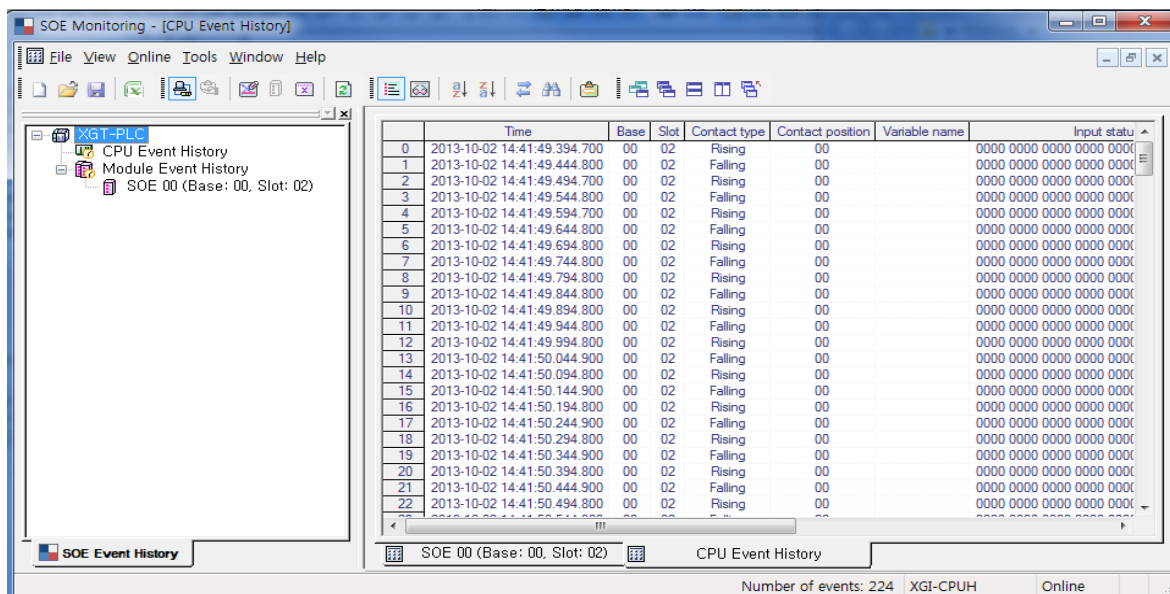 SOE Monitoring - [CPU Event History]
File View Online Tools Window Help
XGT-PLC
CPU Event History
Module Event History
SOE 00 (Base: 00, Slot: 02)
SOE Event History
Time Base Slot Contact type Contact position Variable name Input statu
0 2013-10-02 14:41:49.394.700 00 02 Rising 00 0000 0000 0000 0000 000(
1 2013-10-02 14:41:49.444.800 00 02 Falling 00 0000 0000 0000 0000 000(
2 2013-10-02 14:41:49.494.700 00 02 Rising 00 0000 0000 0000 0000 000(
3 2013-10-02 14:41:49.544.800 00 02 Falling 00 0000 0000 0000 0000 000(
4 2013-10-02 14:41:49.594.700 00 02 Rising 00 0000 0000 0000 0000 000(
5 2013-10-02 14:41:49.644.800 00 02 Falling 00 0000 0000 0000 0000 000(
6 2013-10-02 14:41:49.694.800 00 02 Rising 00 0000 0000 0000 0000 000(
7 2013-10-02 14:41:49.744.800 00 02 Falling 00 0000 0000 0000 0000 000(
8 2013-10-02 14:41:49.794.800 00 02 Rising 00 0000 0000 0000 0000 000(
9 2013-10-02 14:41:49.844.800 00 02 Falling 00 0000 0000 0000 0000 000(
10 2013-10-02 14:41:49.894.800 00 02 Rising 00 0000 0000 0000 0000 000(
11 2013-10-02 14:41:49.944.800 00 02 Falling 00 0000 0000 0000 0000 000(
12 2013-10-02 14:41:49.994.800 00 02 Rising 00 0000 0000 0000 0000 000(
13 2013-10-02 14:41:50.044.900 00 02 Falling 00 0000 0000 0000 0000 000(
14 2013-10-02 14:41:50.094.800 00 02 Rising 00 0000 0000 0000 0000 000(
15 2013-10-02 14:41:50.144.900 00 02 Falling 00 0000 0000 0000 0000 000(
16 2013-10-02 14:41:50.194.800 00 02 Rising 00 0000 0000 0000 0000 000(
17 2013-10-02 14:41:50.244.900 00 02 Falling 00 0000 0000 0000 0000 000(
18 2013-10-02 14:41:50.294.800 00 02 Rising 00 0000 0000 0000 0000 000(
19 2013-10-02 14:41:50.344.900 00 02 Falling 00 0000 0000 0000 0000 000(
20 2013-10-02 14:41:50.394.800 00 02 Rising 00 0000 0000 0000 0000 000(
21 2013-10-02 14:41:50.444.900 00 02 Falling 00 0000 0000 0000 0000 000(
22 2013-10-02 14:41:50.494.800 00 02 Rising 00 0000 0000 0000 0000 000(
SOE 00 (Base: 00, Slot: 02) CPU Event History
Number of events: 224 XGI-CPUH Online